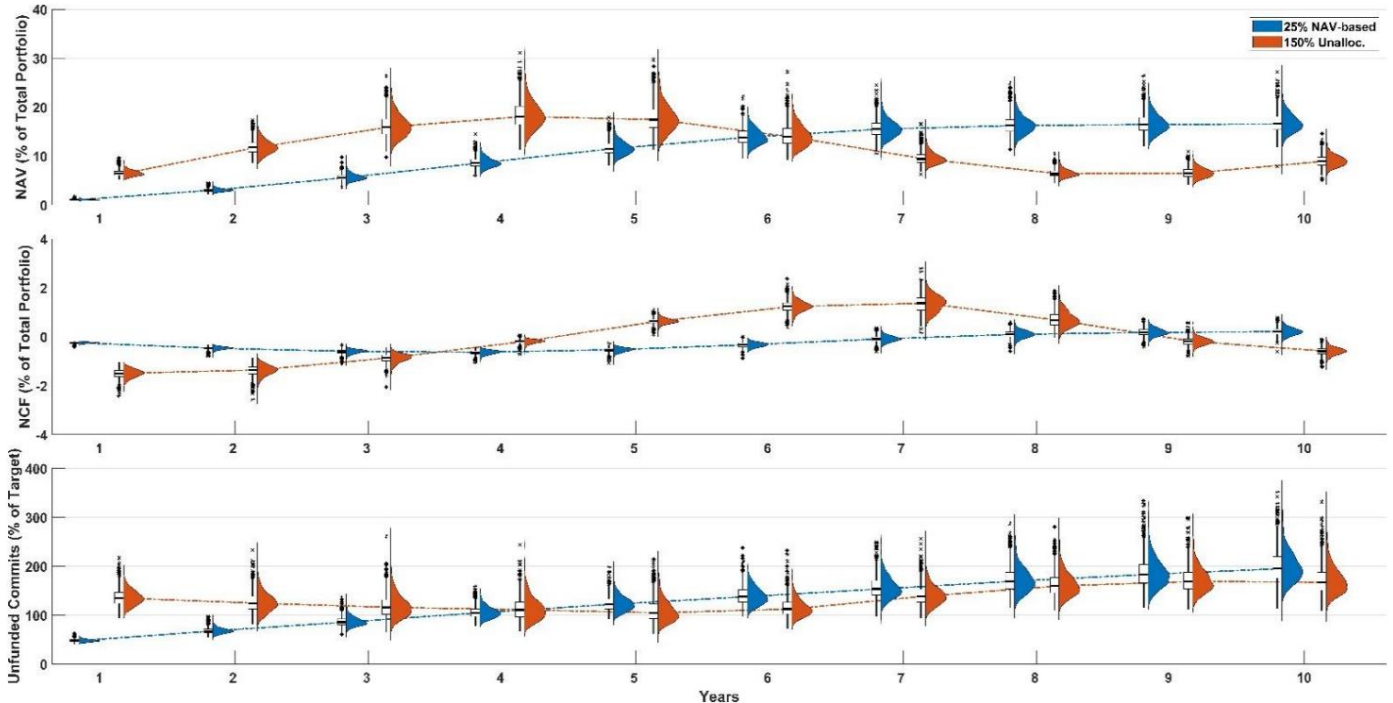 NAV (% of Total Portfolio)
40
30
20
10
0
25% NAV-based
150% Unalloc.
1 2 3 4 5 6 7 8 9 10
NCF (% of Total Portfolio)
4
2
0
-2
-4
1 2 3 4 5 6 7 8 9 10
Unfunded Commits (% of Target)
400
300
200
100
0
1 2 3 4 5 6 7 8 9 10
Years